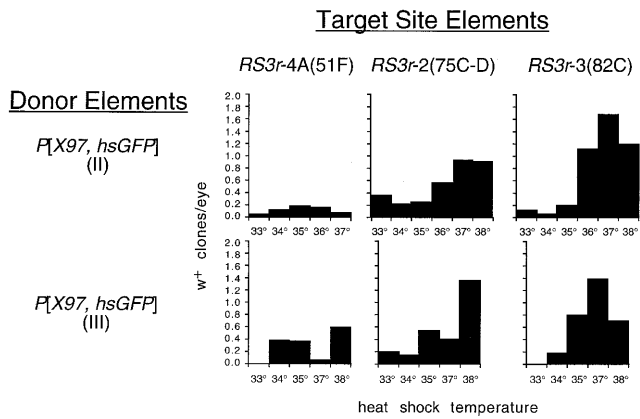 Target Site Elements
RS3r-4A(51F) RS3r-2(75C-D) RS3r-3(82C)
Donor Elements
P[X97, hsGFP]
(II)
2.0
1.8
1.6
1.4
1.2
1.0
0.8
0.6
0.4
0.2
0.0
33° 34° 35° 36° 37°
33° 34° 35° 36° 37° 38°
33° 34° 35° 36° 37° 38°
w+ clones/eye
P[X97, hsGFP]
(III)
2.0
1.8
1.6
1.4
1.2
1.0
0.8
0.6
0.4
0.2
0.0
33° 34° 35° 37° 38°
33° 34° 35° 37° 38°
33° 34° 35° 37° 38°
heat shock temperature